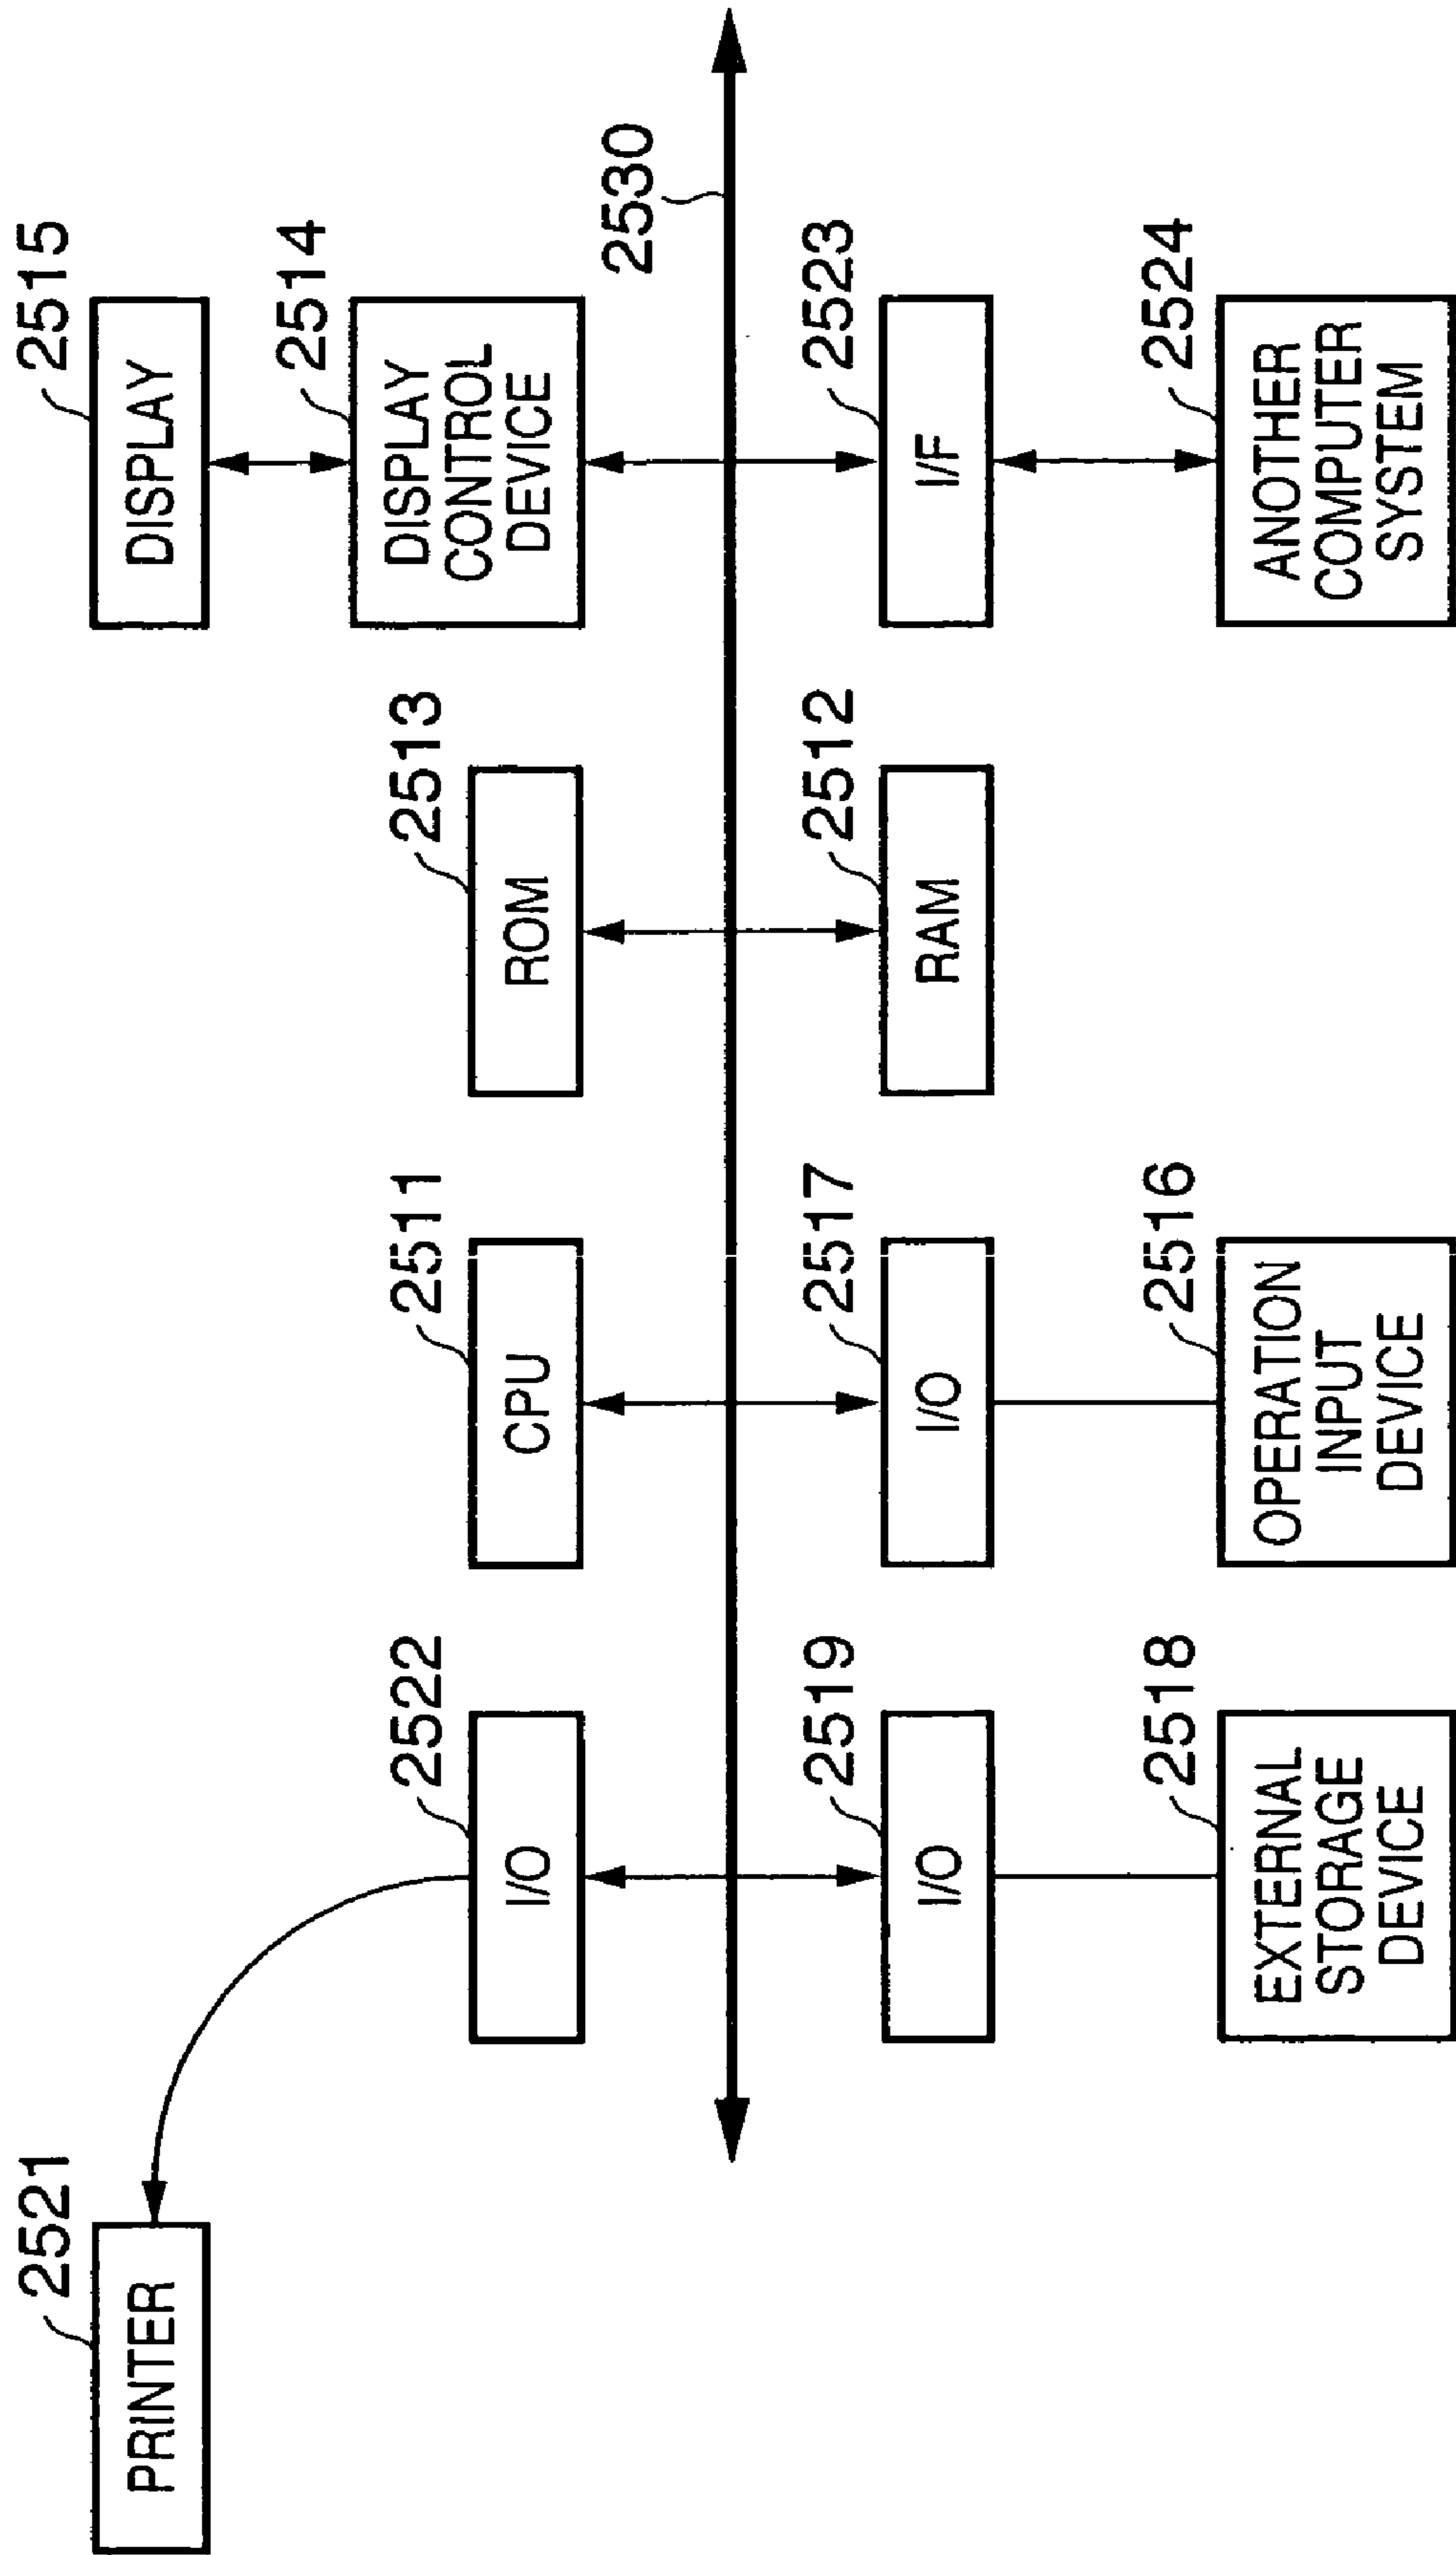 2521
PRINTER
2522
I/O
2511
CPU
2513
ROM
2515
DISPLAY
2514
DISPLAY
CONTROL
DEVICE
2530
2519
I/O
2518
EXTERNAL
STORAGE
DEVICE
2517
I/O
2516
OPERATION
INPUT
DEVICE
2512
RAM
2523
I/F
2524
ANOTHER
COMPUTER
SYSTEM